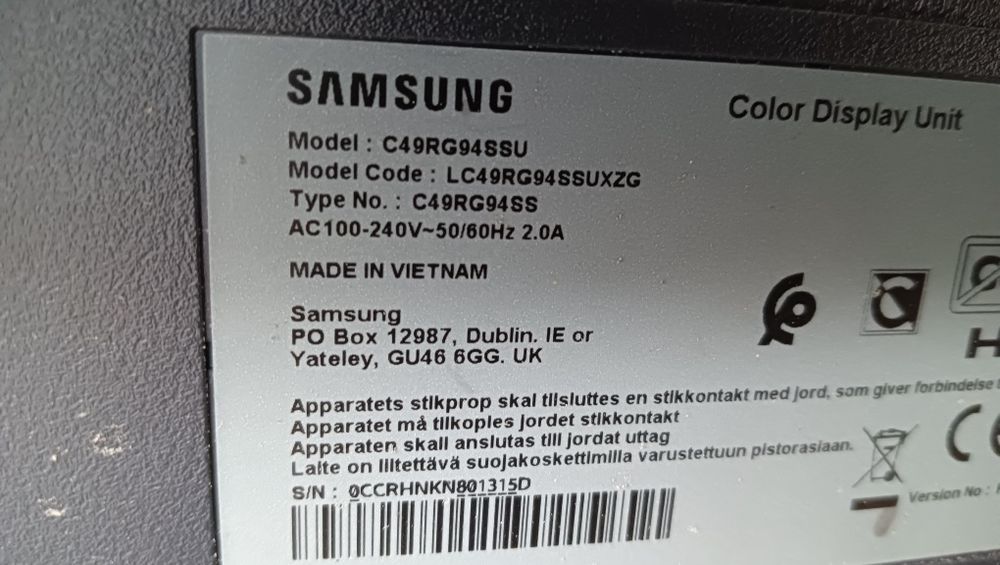 SAMSUNG
Color Display Unit
Model : C49RG94SSU
Model Code : LC49RG94SSUXZG
Type No. : C49RG94SS
AC100-240V~50/60Hz 2.0A
MADE IN VIETNAM
Samsung
PO Box 12987, Dublin. IE or
Yateley, GU46 6GG. UK
Apparatets stikprop skal tilsluttes en stikkontakt med jord, som giver forbindelse
Apparatet må tilkoples jordet stikkontakt
Apparaten skall anslutas till jordat uttag
Laite on liitettävä suojakoskettimilla varustettuun pistorasiaan.
S/N : 0CCRHNKN801315D
Version No :